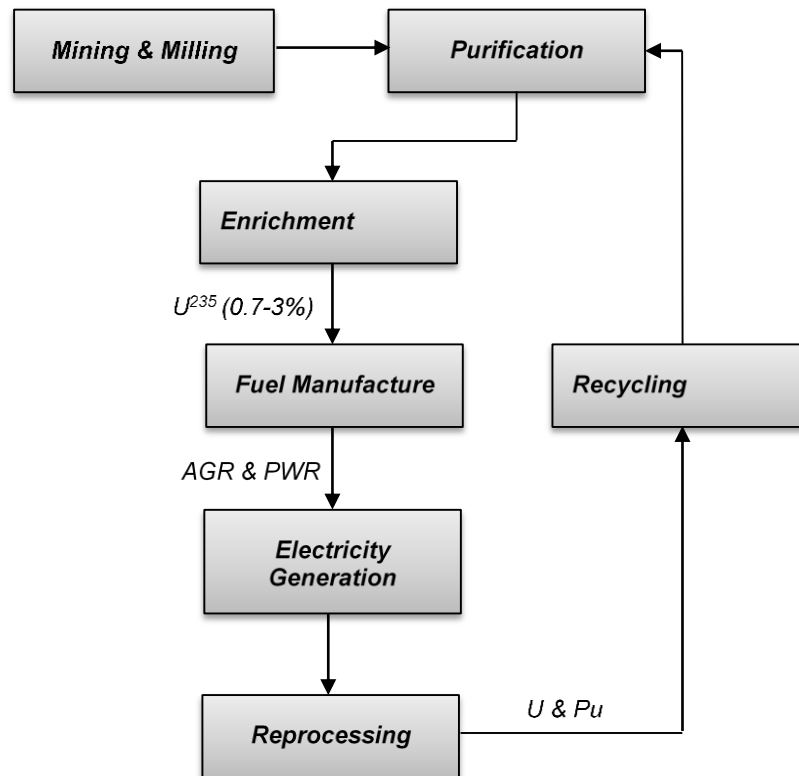 Mining & Milling
Purification
Enrichment
U²³⁵ (0.7-3%)
Fuel Manufacture
Recycling
AGR & PWR
Electricity
Generation
U & Pu
Reprocessing